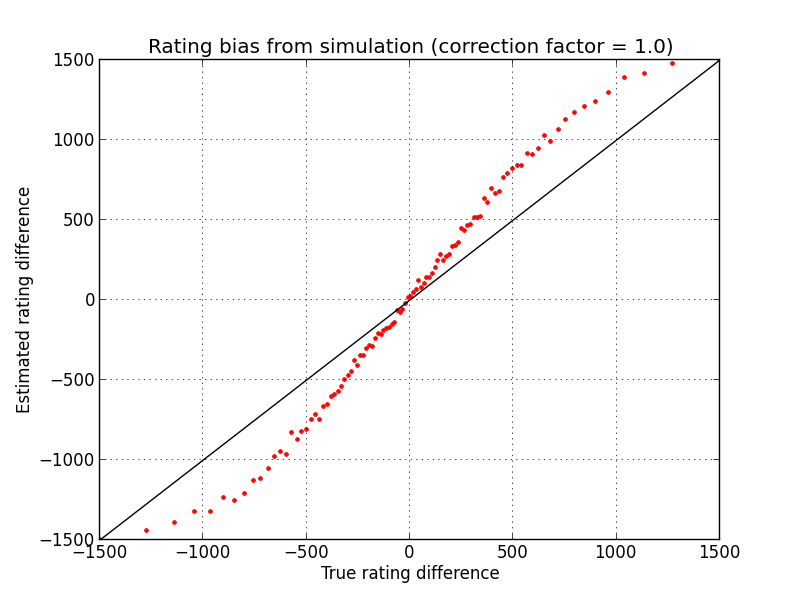 Rating bias from simulation (correction factor = 1.0)
1500
1000
500
0
−500
−1000
−1500
Estimated rating difference
−1500 −1000 −500 0 500 1000 1500
True rating difference